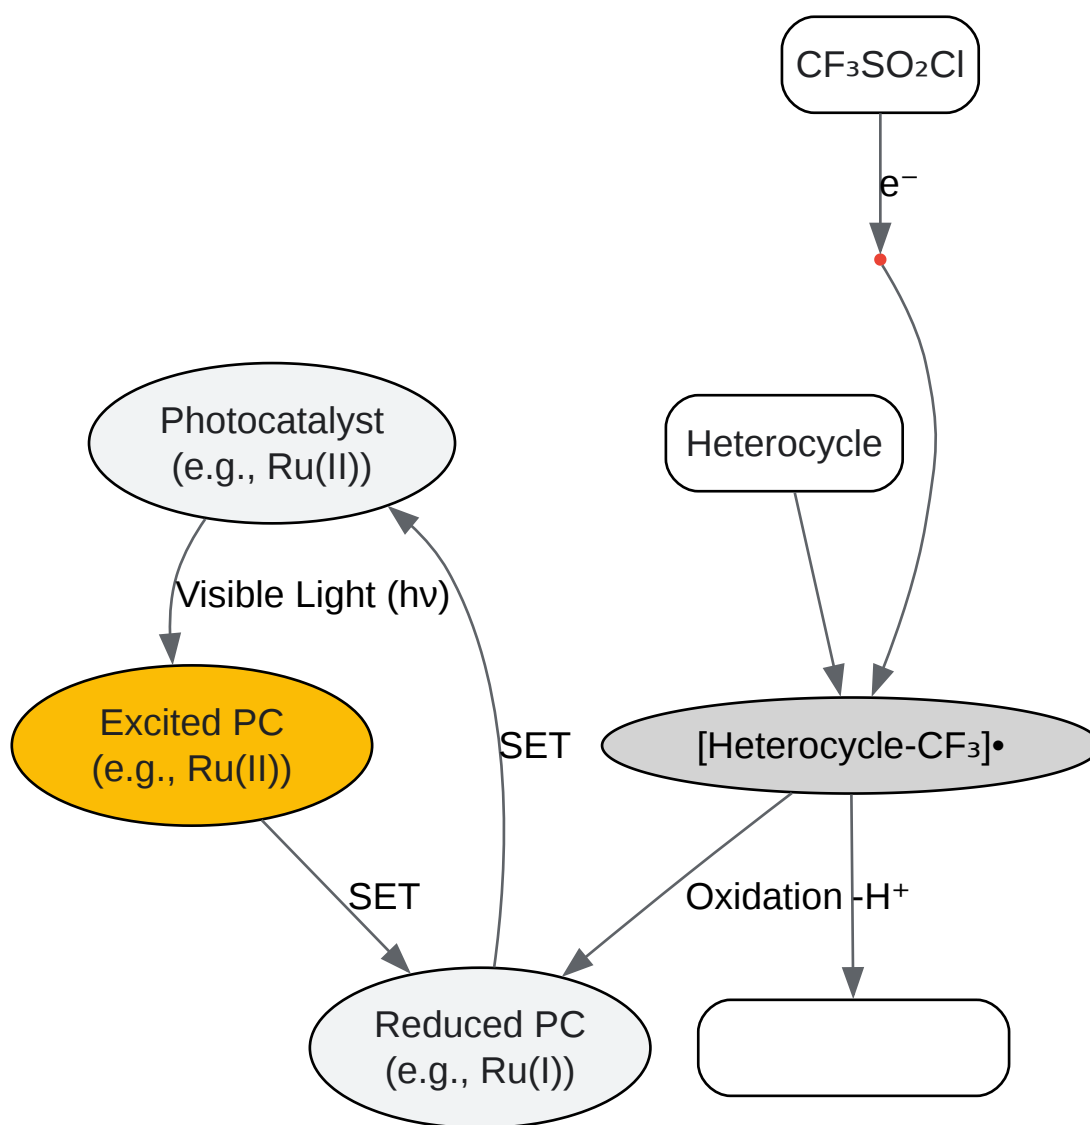 CF₃SO₂Cl
e⁻
Heterocycle
Photocatalyst
(e.g., Ru(II))
Visible Light (hν)
Excited PC
(e.g., Ru(II))
SET
[Heterocycle-CF₃]•
SET
Oxidation
-H⁺
Reduced PC
(e.g., Ru(I))